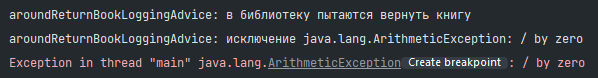 aroundReturnBookLoggingAdvice: в библиотеку пытаются вернуть книгу
aroundReturnBookLoggingAdvice: исключение java.lang.ArithmeticException: / by zero
Exception in thread "main" java.lang.ArithmeticException Create breakpoint : / by zero